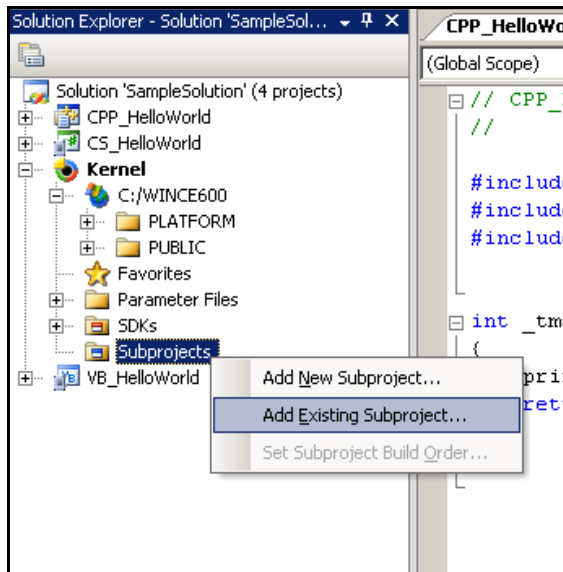 Solution Explorer - Solution 'SampleSol...
Solution 'SampleSolution' (4 projects)
CPP_HelloWorld
CS_HelloWorld
Kernel
C:/WINCE600
PLATFORM
PUBLIC
Favorites
Parameter Files
SDKs
Subprojects
VB_HelloWorld
Add New Subproject...
Add Existing Subproject...
Set Subproject Build Order...
CPP_HelloWo
(Global Scope)
// CPP_
//
#includ
#includ
#includ
int _tm
{
pri
ret